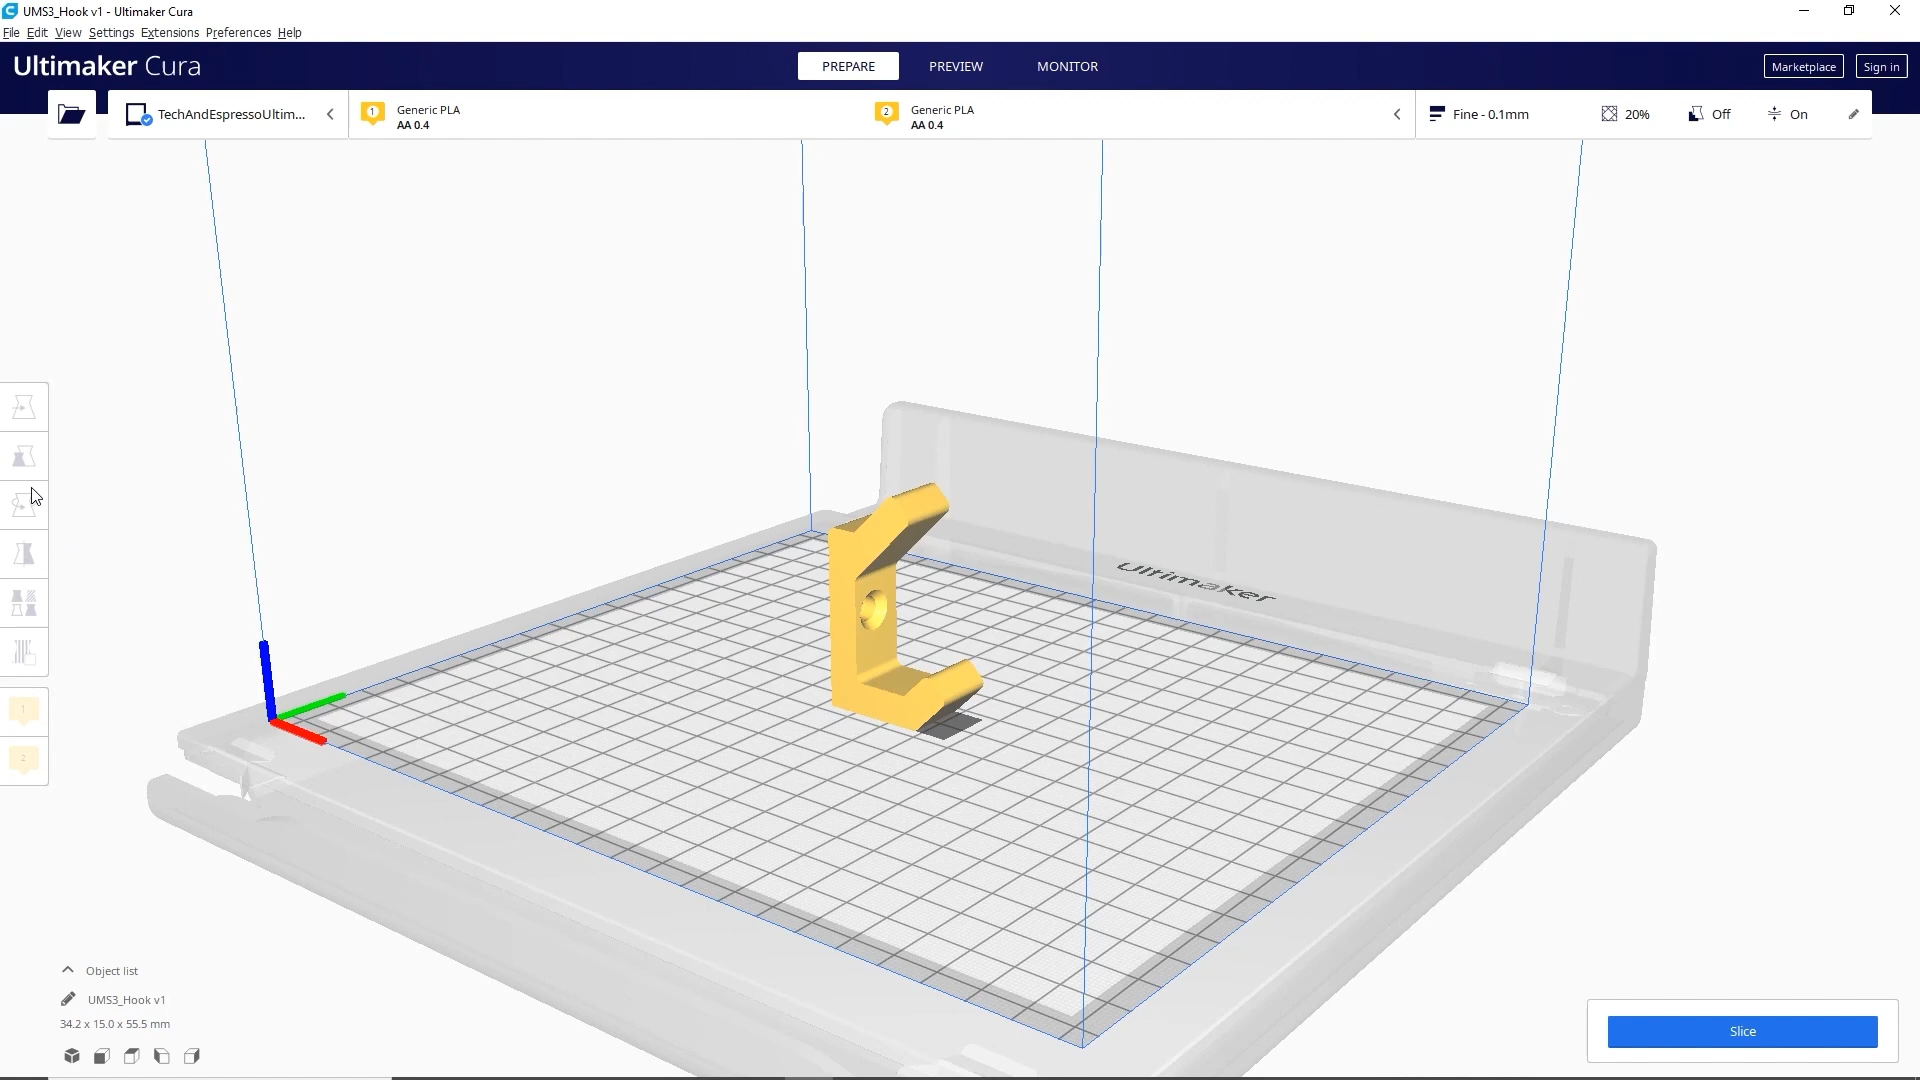 UMS3_Hook v1 - Ultimaker Cura
File Edit View Settings Extensions Preferences Help
Ultimaker Cura
PREPARE
PREVIEW
MONITOR
Marketplace
Sign in
TechAndEspressoUltim...
1
Generic PLA
AA 0.4
2
Generic PLA
AA 0.4
Fine - 0.1mm
20%
Off
On
Ultimaker
1
2
Object list
UMS3_Hook v1
34.2 x 15.0 x 55.5 mm
Slice